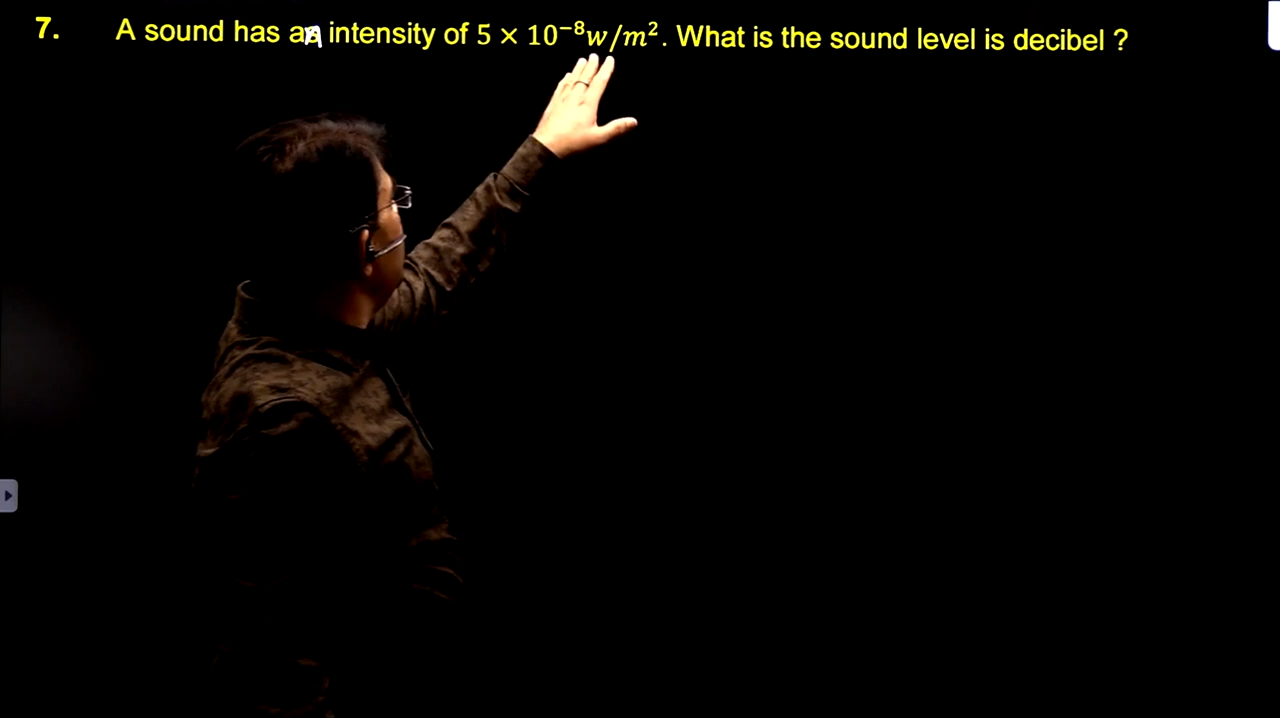 7. A sound has an intensity of 5 × 10⁻⁸w/m². What is the sound level is decibel ?